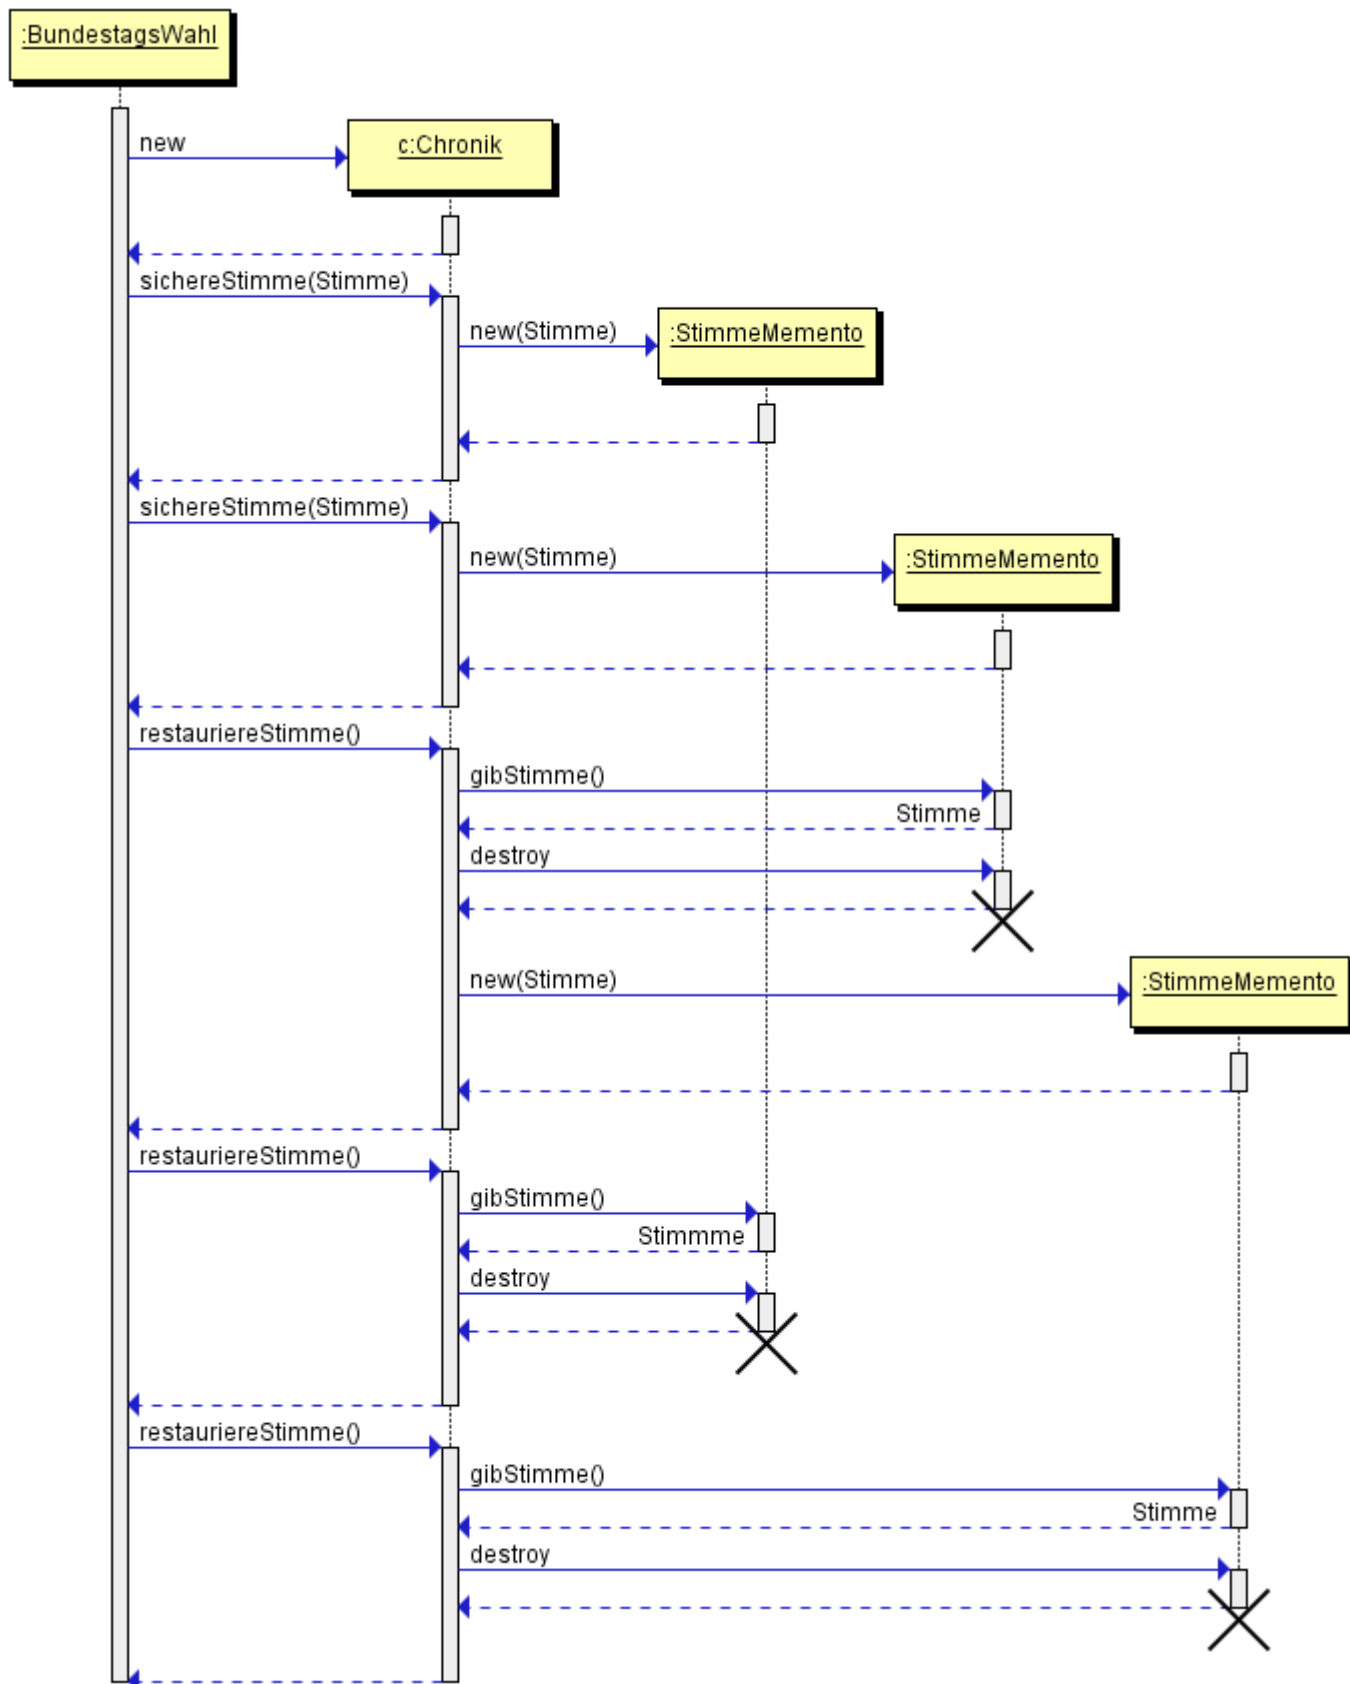 :BundestagsWahl
new
c:Chronik
sichereStimme(Stimme)
new(Stimme)
:StimmeMemento
sichereStimme(Stimme)
new(Stimme)
:StimmeMemento
restauriereStimme()
gibStimme()
Stimme
destroy
new(Stimme)
:StimmeMemento
restauriereStimme()
gibStimme()
Stimmme
destroy
restauriereStimme()
gibStimme()
Stimme
destroy